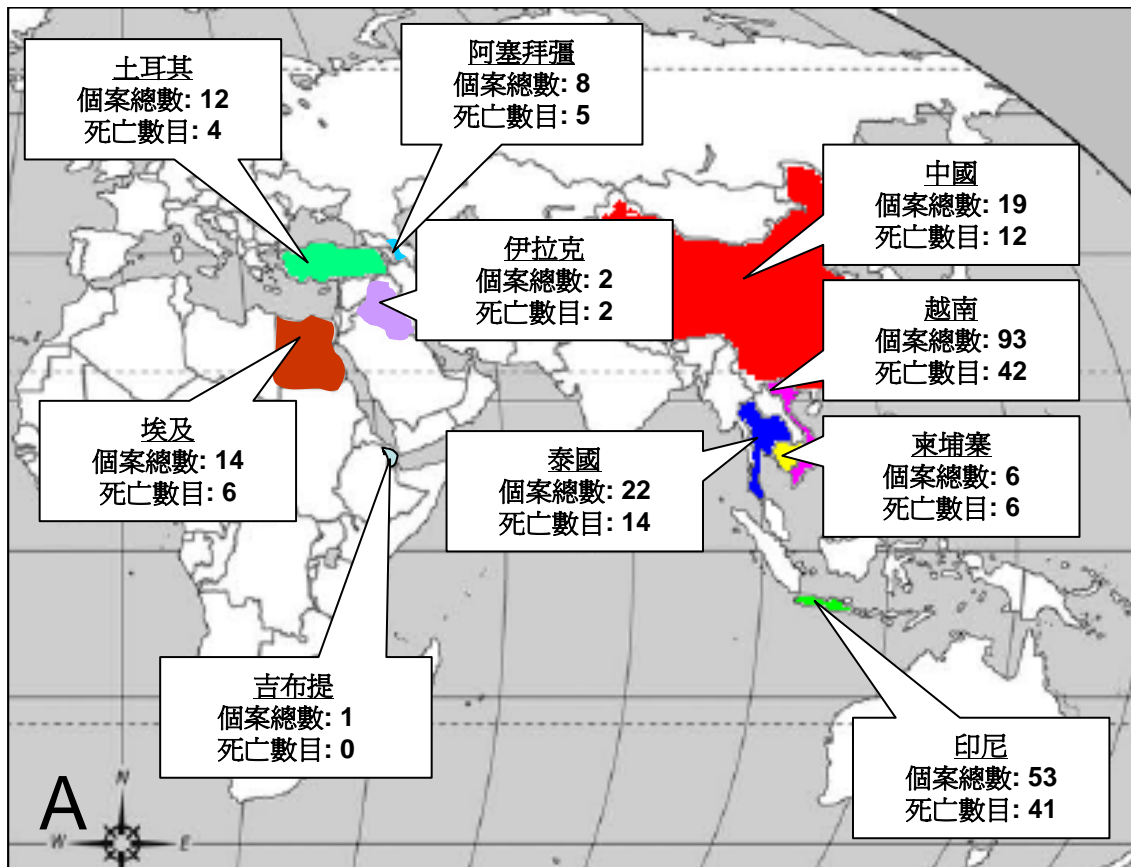 土耳其
個案總數: 12
死亡數目: 4
阿塞拜彊
個案總數: 8
死亡數目: 5
中國
個案總數: 19
死亡數目: 12
伊拉克
個案總數: 2
死亡數目: 2
越南
個案總數: 93
死亡數目: 42
埃及
個案總數: 14
死亡數目: 6
泰國
個案總數: 22
死亡數目: 14
柬埔寨
個案總數: 6
死亡數目: 6
吉布提
個案總數: 1
死亡數目: 0
印尼
個案總數: 53
死亡數目: 41
A
N
W
E